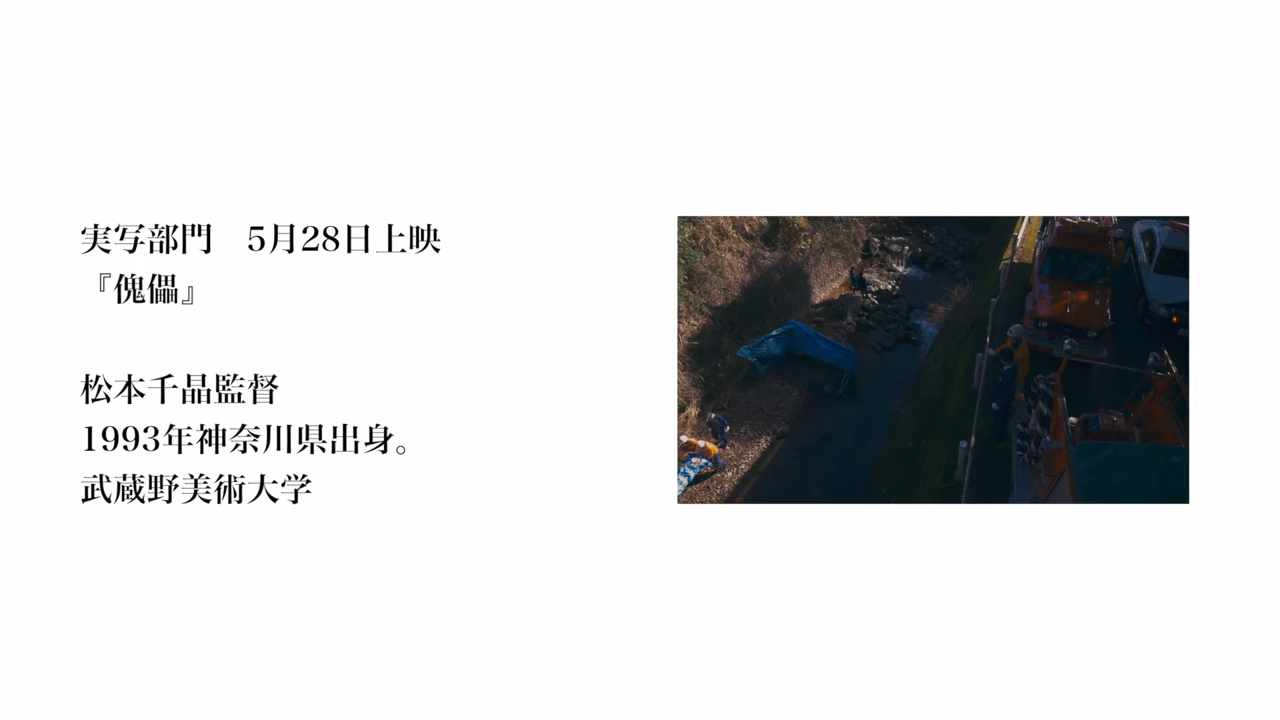 実写部門　5月28日上映
『傀儡』
松本千晶監督
1993年神奈川県出身。
武蔵野美術大学